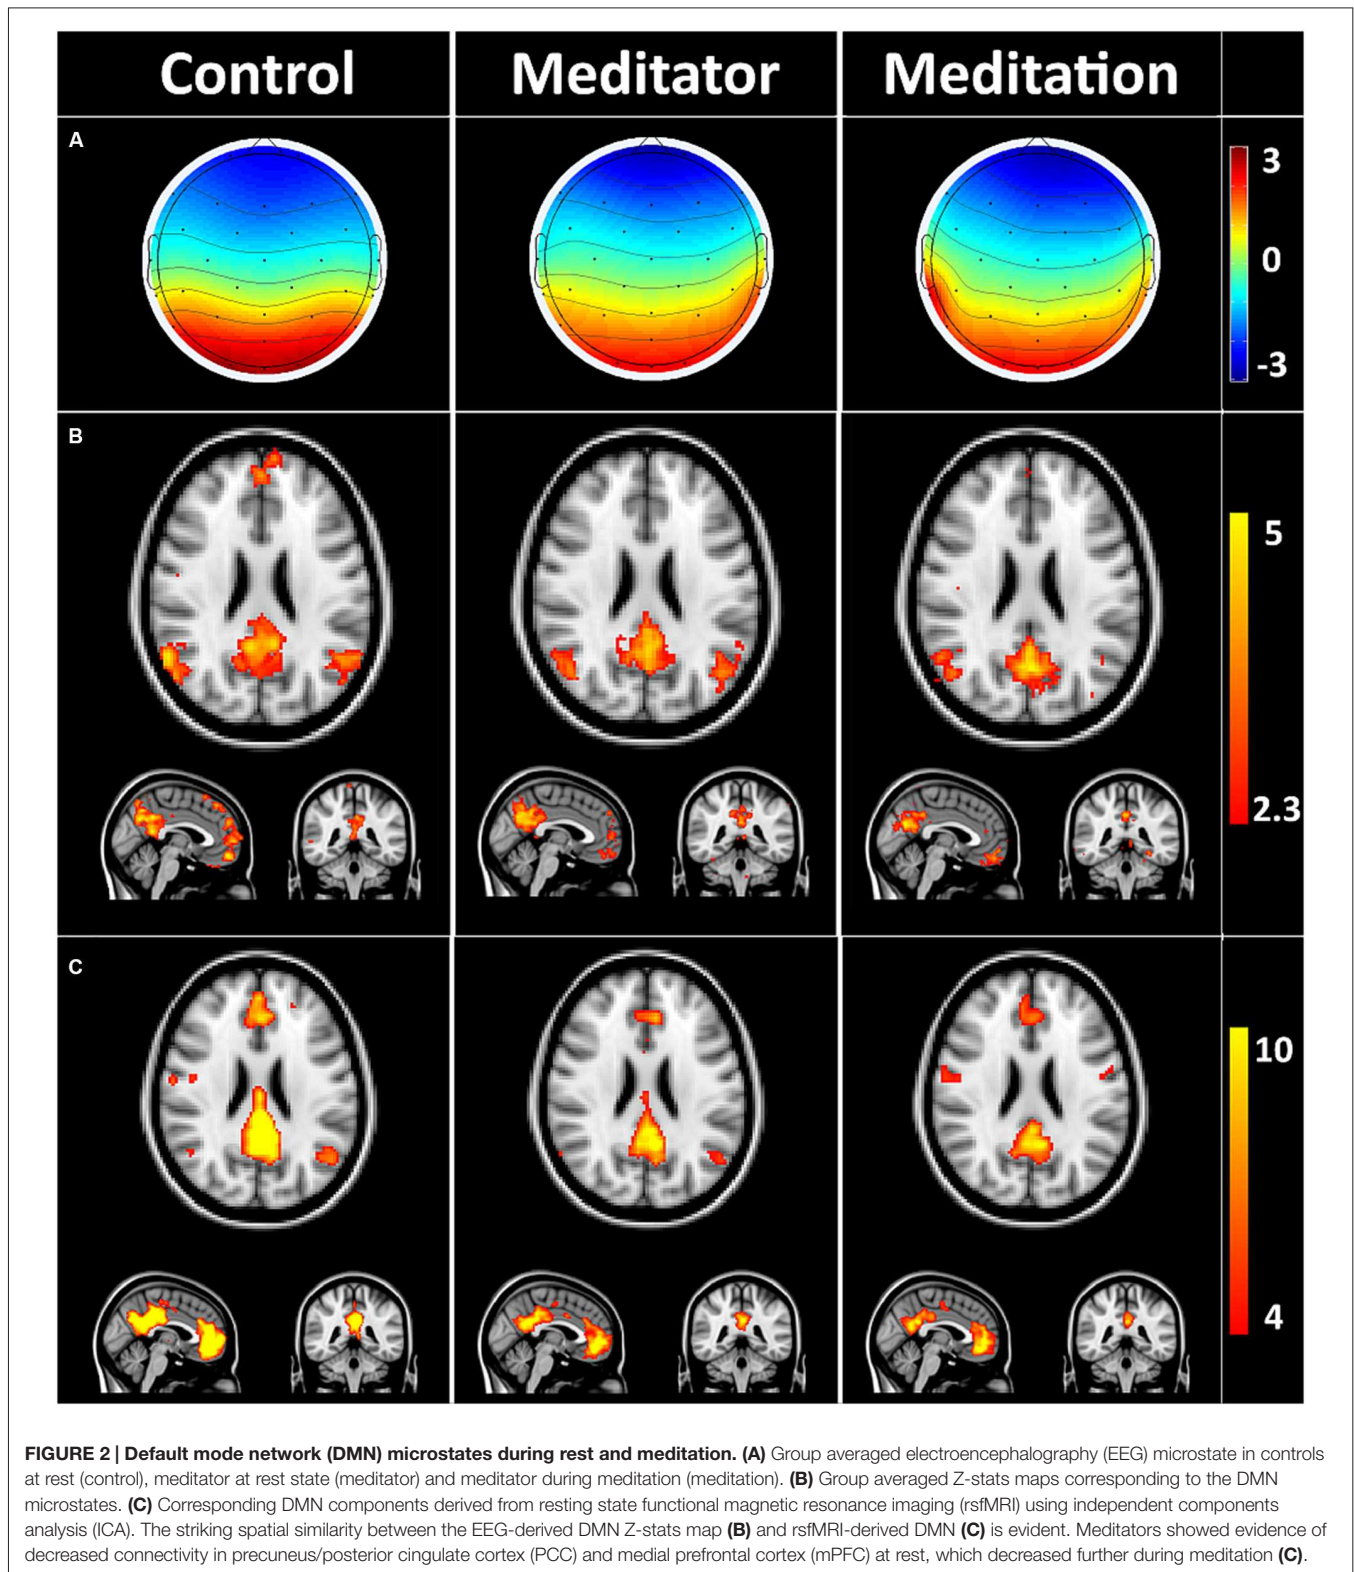 Control Meditator Meditation
A
3
0
-3
B
5
2.3
C
10
4
FIGURE 2 | Default mode network (DMN) microstates during rest and meditation. (A) Group averaged electroencephalography (EEG) microstate in controls
at rest (control), meditator at rest state (meditator) and meditator during meditation (meditation). (B) Group averaged Z-stats maps corresponding to the DMN
microstates. (C) Corresponding DMN components derived from resting state functional magnetic resonance imaging (rsfMRI) using independent components
analysis (ICA). The striking spatial similarity between the EEG-derived DMN Z-stats map (B) and rsfMRI-derived DMN (C) is evident. Meditators showed evidence of
decreased connectivity in precuneus/posterior cingulate cortex (PCC) and medial prefrontal cortex (mPFC) at rest, which decreased further during meditation (C).